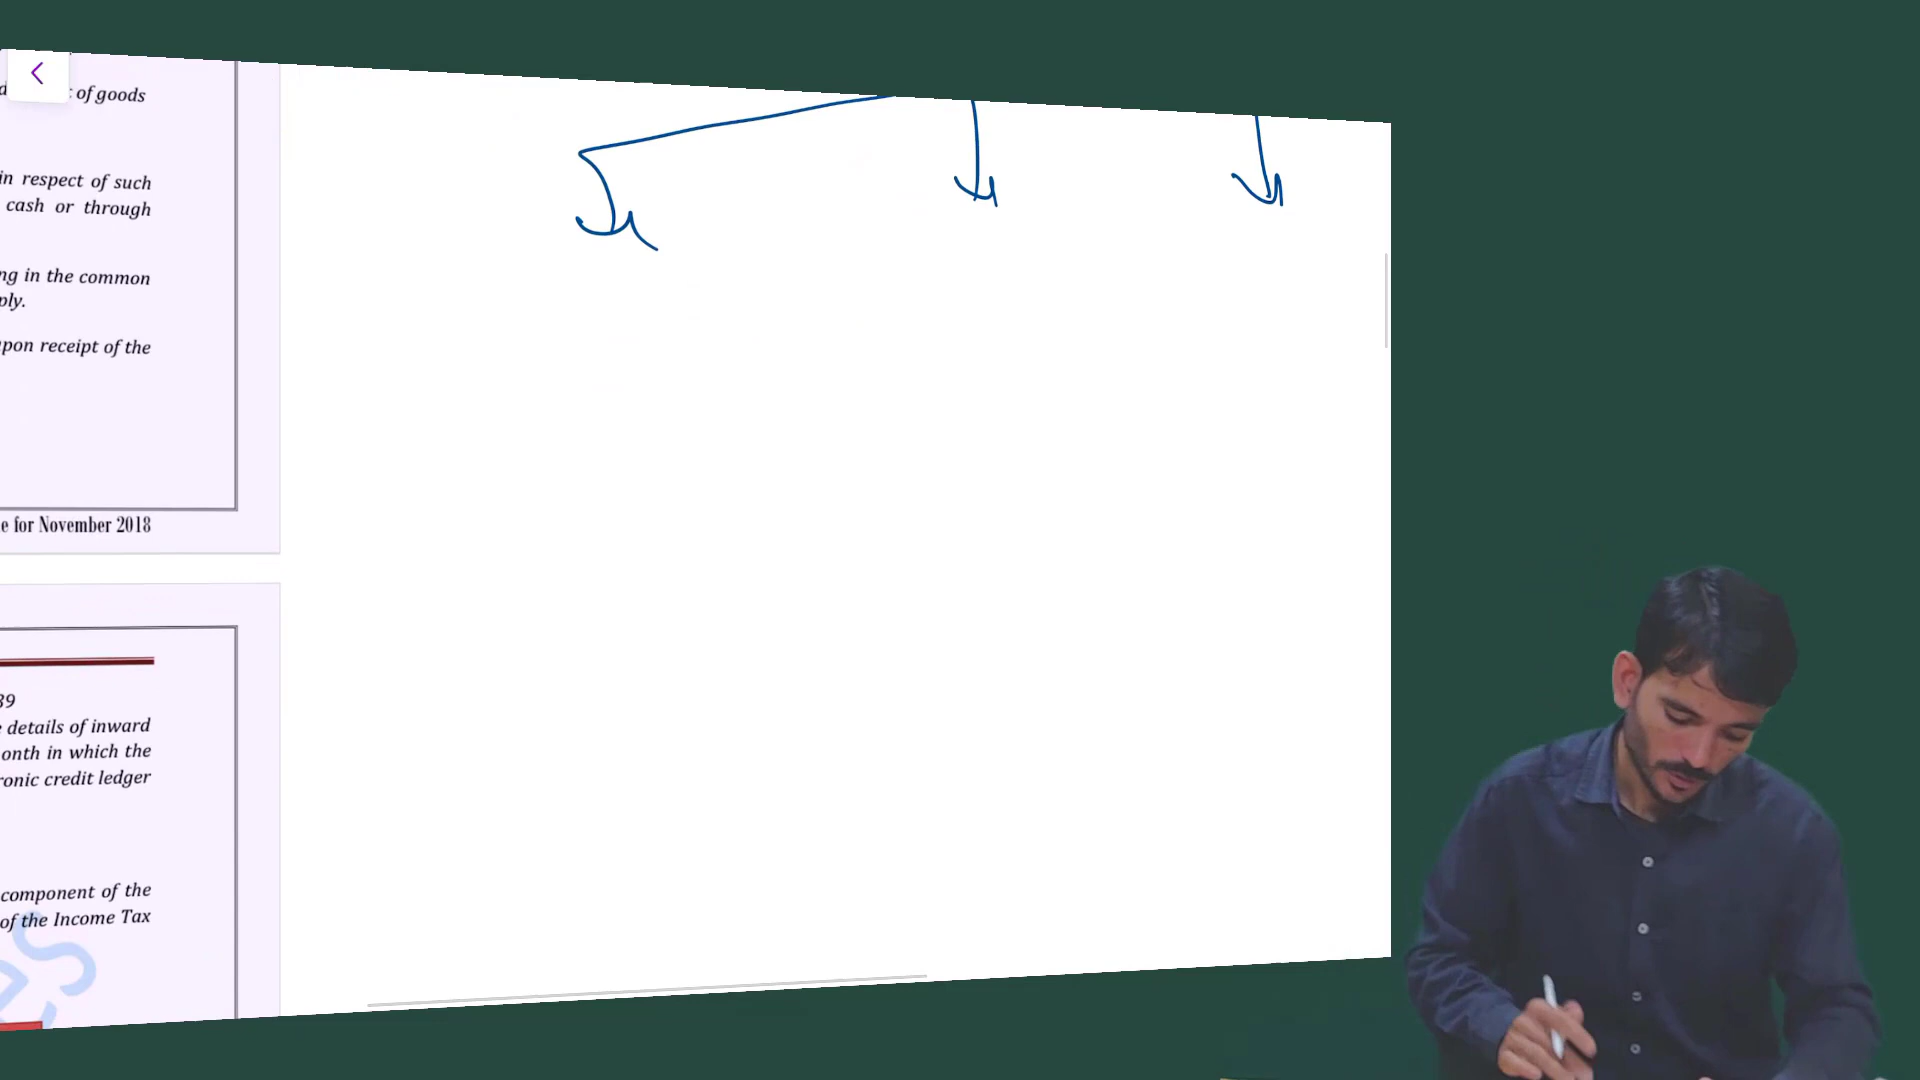 of goods
in respect of such
cash or through
ng in the common
ply.
upon receipt of the
e for November 2018
39
details of inward
onth in which the
ronic credit ledger
component of the
of the Income Tax
es